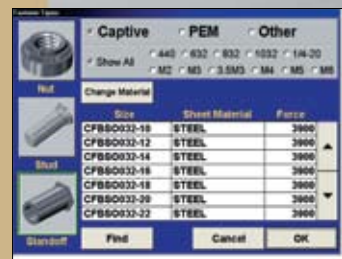 Fastener Types
Captive PEM Other
Show All
440 632 832 1032 1/4-20
M2 M3 3.5M3 M4 M5 M6
Nut
Change Material
Size Sheet Material Force
CFBSO032-10 STEEL 3900
CFBSO032-12 STEEL 3900
CFBSO032-14 STEEL 3900
CFBSO032-16 STEEL 3900
CFBSO032-18 STEEL 3900
CFBSO032-20 STEEL 3900
CFBSO032-22 STEEL 3900
Stud
Standoff
Find Cancel OK